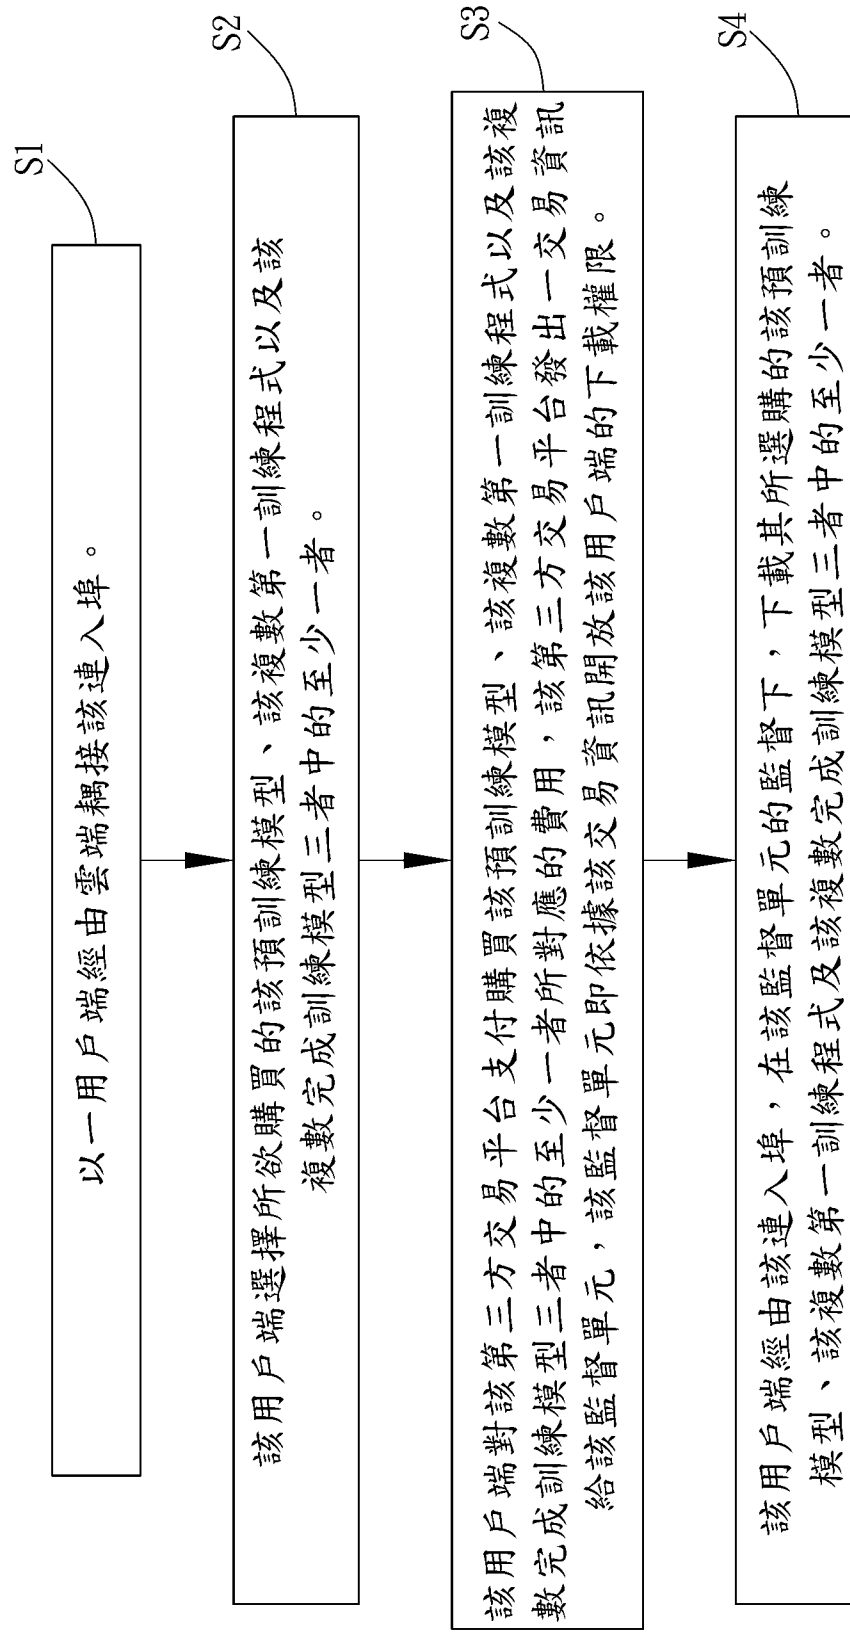 S1
以一用戶端經由雲端耦接該連入埠。
S2
該用戶端選擇所欲購買的該預訓練模型、該複數第一訓練程式以及該
複數完成訓練模型三者中的至少一者。
S3
該用戶端對該第三方交易平台支付購買該預訓練模型、該複數第一訓練程式以及該複
數完成訓練模型三者中的至少一者所對應的費用，該第三方交易平台發出一交易資訊
給該監督單元，該監督單元即依據該交易資訊開放該用戶端的下載權限。
S4
該用戶端經由該連入埠，在該監督單元的監督下，下載其所選購的該預訓練
模型、該複數第一訓練程式及該複數完成訓練模型三者中的至少一者。